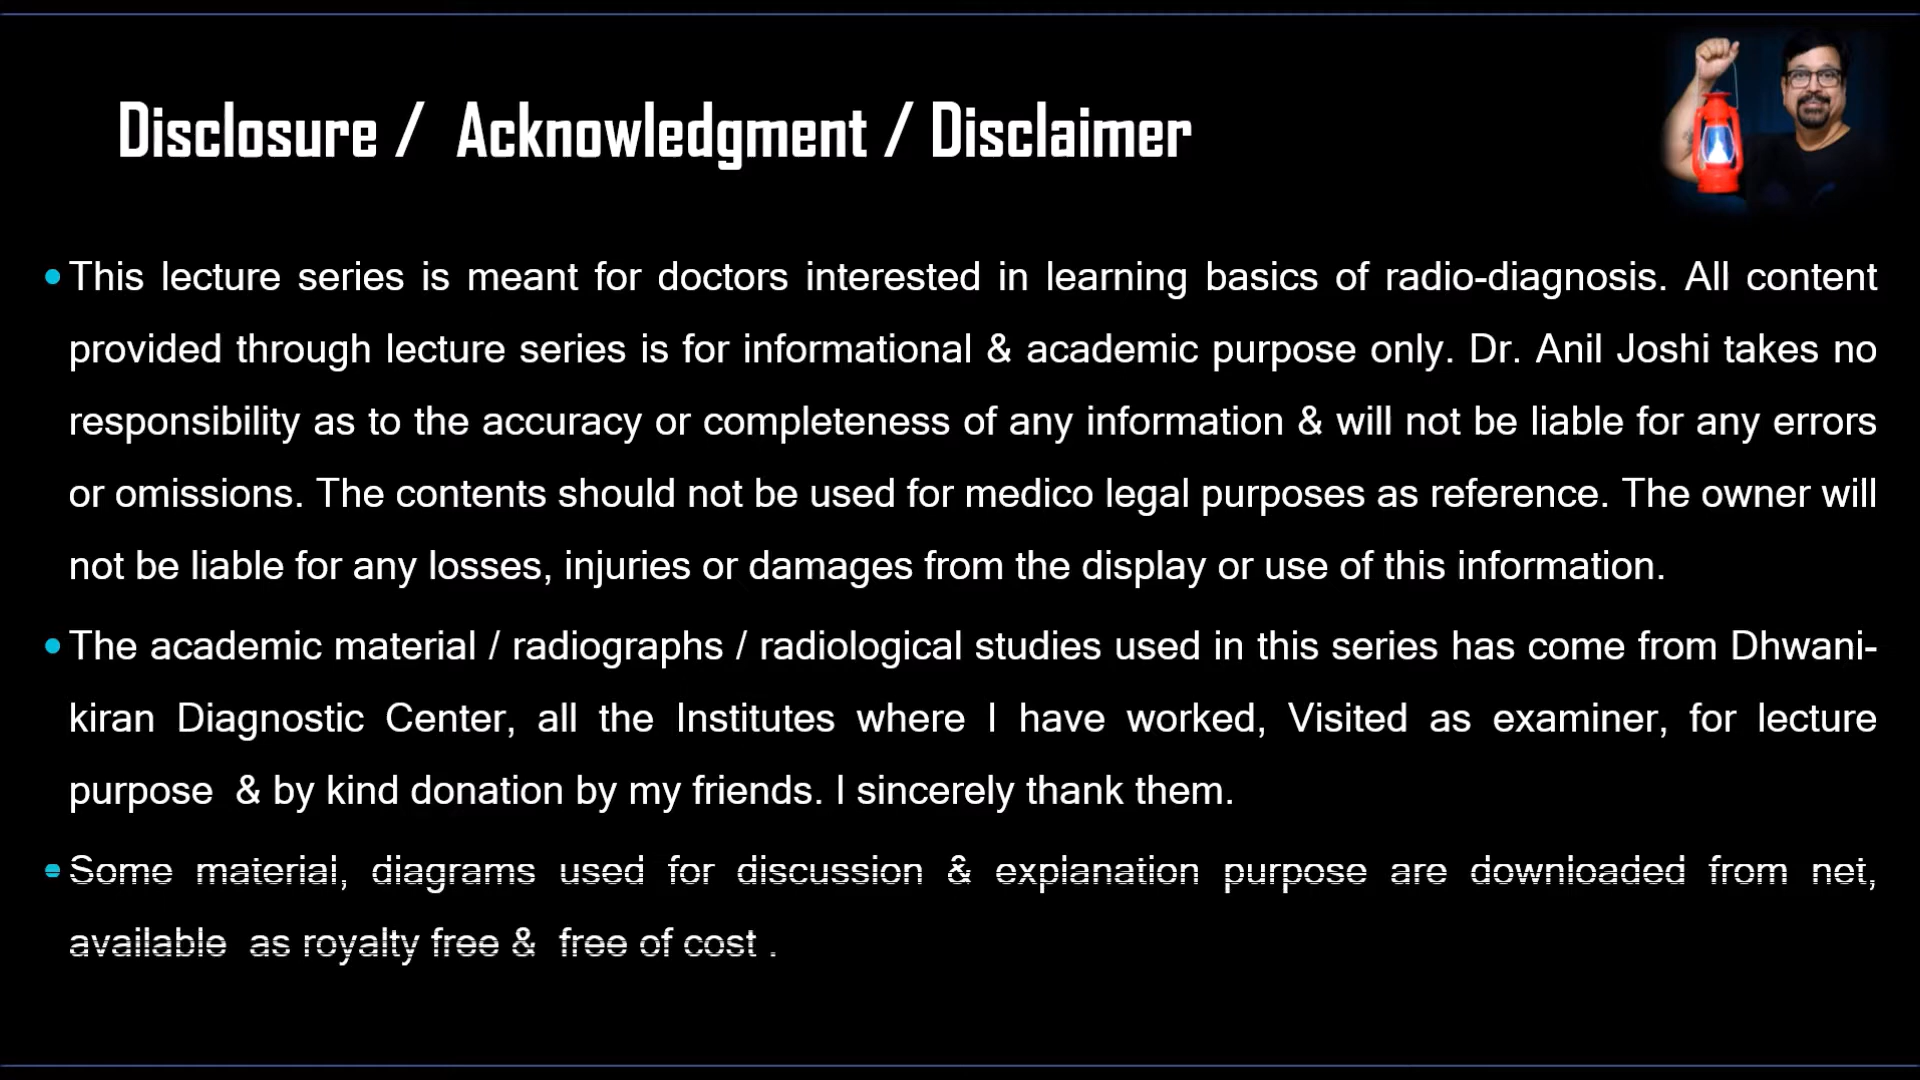 Disclosure / Acknowledgment / Disclaimer
This lecture series is meant for doctors interested in learning basics of radio-diagnosis. All content
provided through lecture series is for informational & academic purpose only. Dr. Anil Joshi takes no
responsibility as to the accuracy or completeness of any information & will not be liable for any errors
or omissions. The contents should not be used for medico legal purposes as reference. The owner will
not be liable for any losses, injuries or damages from the display or use of this information.
The academic material / radiographs / radiological studies used in this series has come from Dhwani-
kiran Diagnostic Center, all the Institutes where I have worked, Visited as examiner, for lecture
purpose & by kind donation by my friends. I sincerely thank them.
Some material, diagrams used for discussion & explanation purpose are downloaded from net,
available as royalty free & free of cost .